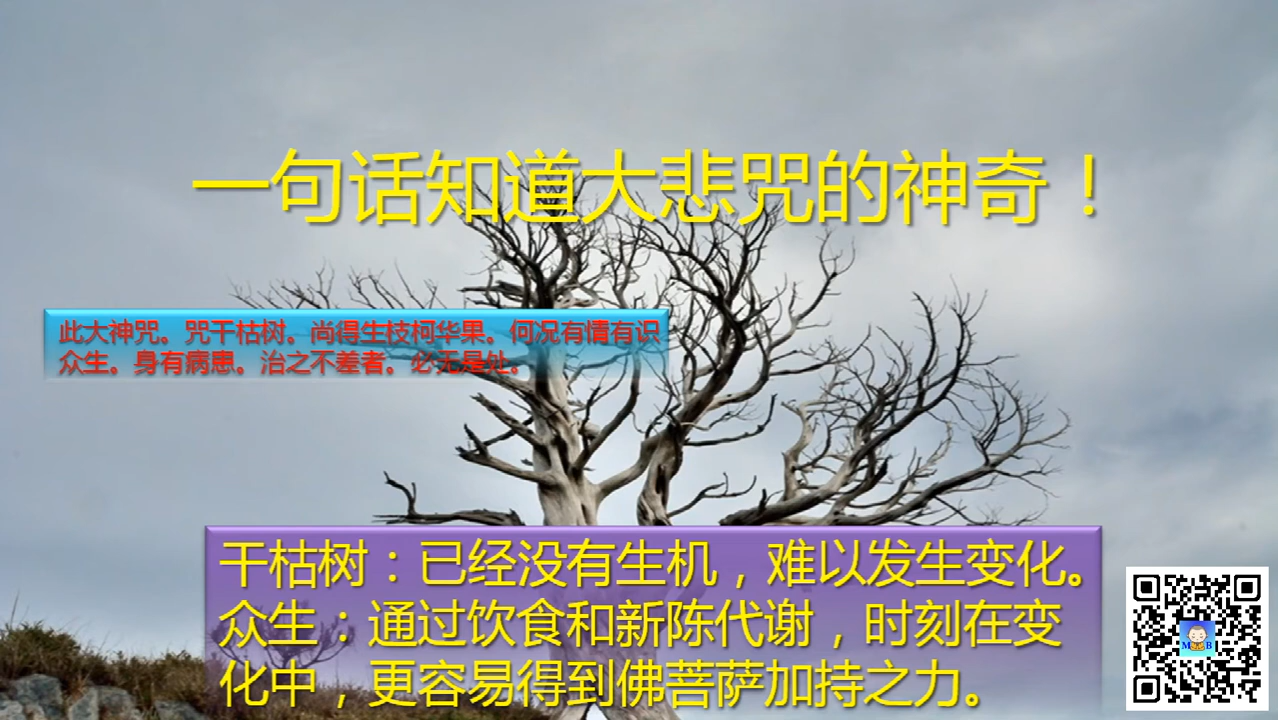 一句话知道大悲咒的神奇！
此大神咒。咒干枯树。尚得生枝柯华果。何况有情有识
众生。身有病患。治之不差者。必无是处。
干枯树：已经没有生机，难以发生变化。
众生：通过饮食和新陈代谢，时刻在变
化中，更容易得到佛菩萨加持之力。
M B